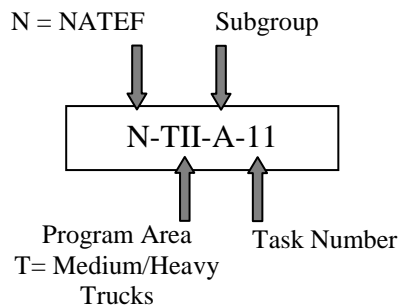 N = NATEF
Subgroup
N-TII-A-11
Program Area
T= Medium/Heavy
Trucks
Task Number